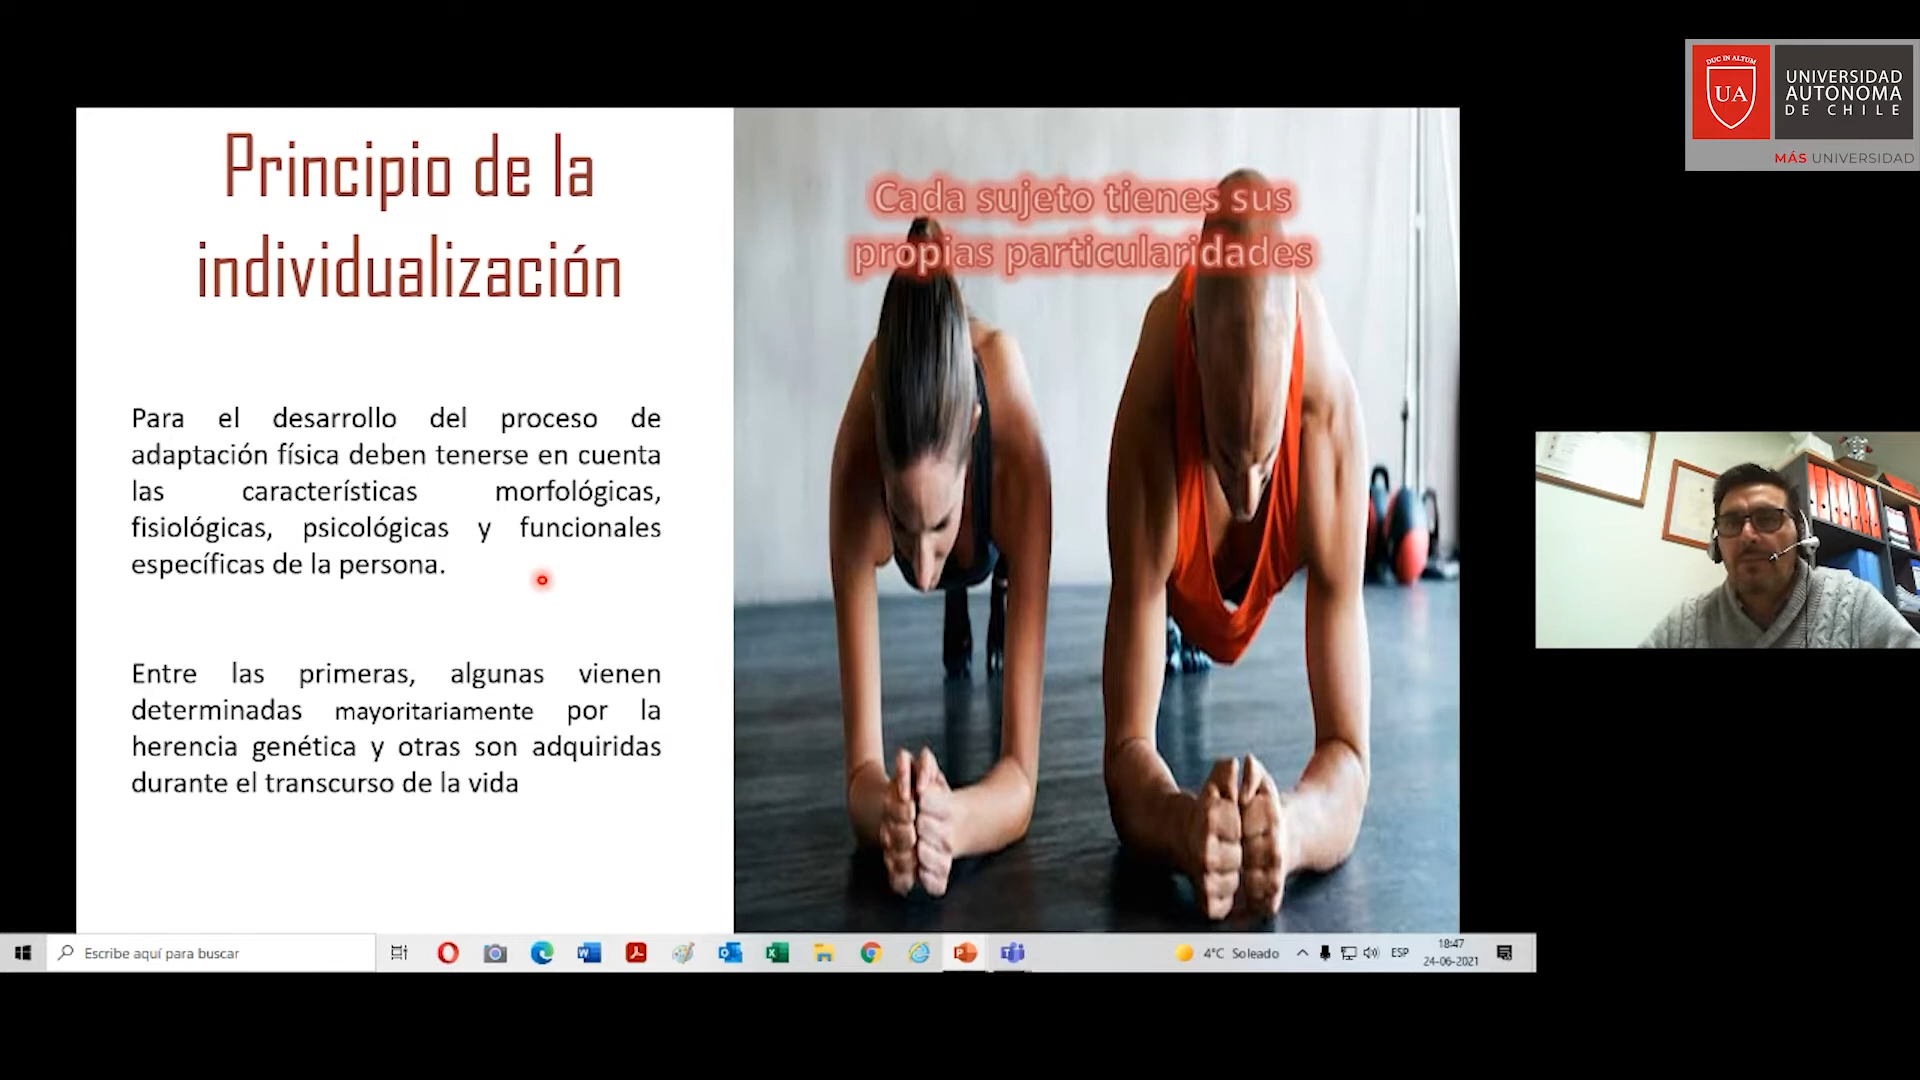 DUC IN ALTUM
UA
UNIVERSIDAD
AUTONOMA
DE CHILE
MÁS UNIVERSIDAD
Principio de la
individualización
Cada sujeto tienes sus
propias particularidades
Para el desarrollo del proceso de
adaptación física deben tenerse en cuenta
las características morfológicas,
fisiológicas, psicológicas y funcionales
específicas de la persona.
Entre las primeras, algunas vienen
determinadas mayoritariamente por la
herencia genética y otras son adquiridas
durante el transcurso de la vida
Escribe aquí para buscar
4°C Soleado
ESP
18:47
24-06-2021